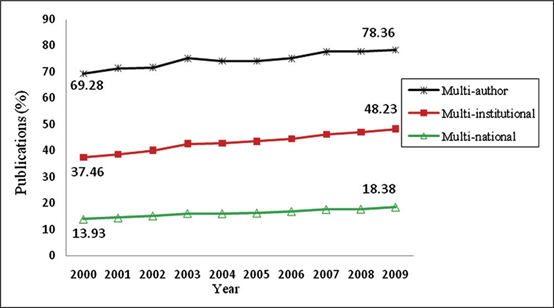 90
80
70
60
50
40
30
20
10
0
Publications (%)
78.36
69.28
48.23
37.46
18.38
13.93
Multi-author
Multi-institutional
Multi-national
2000 2001 2002 2003 2004 2005 2006 2007 2008 2009
Year